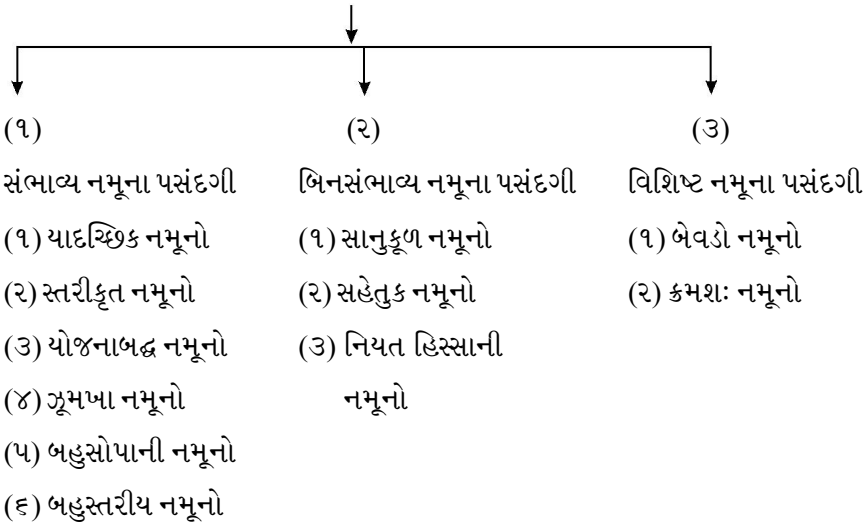 (૧)
સંભાવ્ય નમૂના પસંદગી
(૧) યાદચ્છિક નમૂનો
(૨) સ્તરીકૃત નમૂનો
(૩) યોજનાબદ્ધ નમૂનો
(૪) ઝૂમખા નમૂનો
(૫) બહુસોપાની નમૂનો
(૬) બહુસ્તરીય નમૂનો
(૨)
બિનસંભાવ્ય નમૂના પસંદગી
(૧) સાનુકૂળ નમૂનો
(૨) સહેતુક નમૂનો
(૩) નિયત હિસ્સાની
નમૂનો
(૩)
વિશિષ્ટ નમૂના પસંદગી
(૧) બેવડો નમૂનો
(૨) ક્રમશઃ નમૂનો